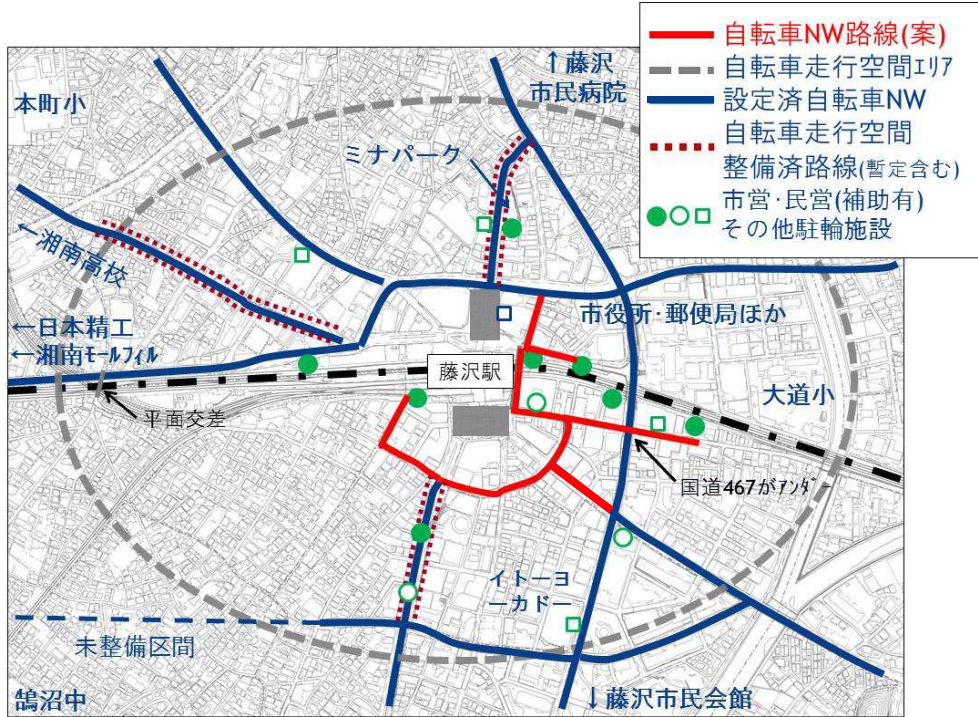 自転車NW路線(案)
自転車走行空間エリア
設定済自転車NW
自転車走行空間
整備済路線(暫定含む)
市営・民営(補助有)
その他駐輪施設
↑藤沢
市民病院
本町小
ミナパーク
←湘南高校
市役所・郵便局ほか
←日本精工
←湘南モールフィル
藤沢駅
大道小
平面交差
国道467がアンダー
イトーヨ
ーカドー
未整備区間
鵠沼中
↓藤沢市民会館